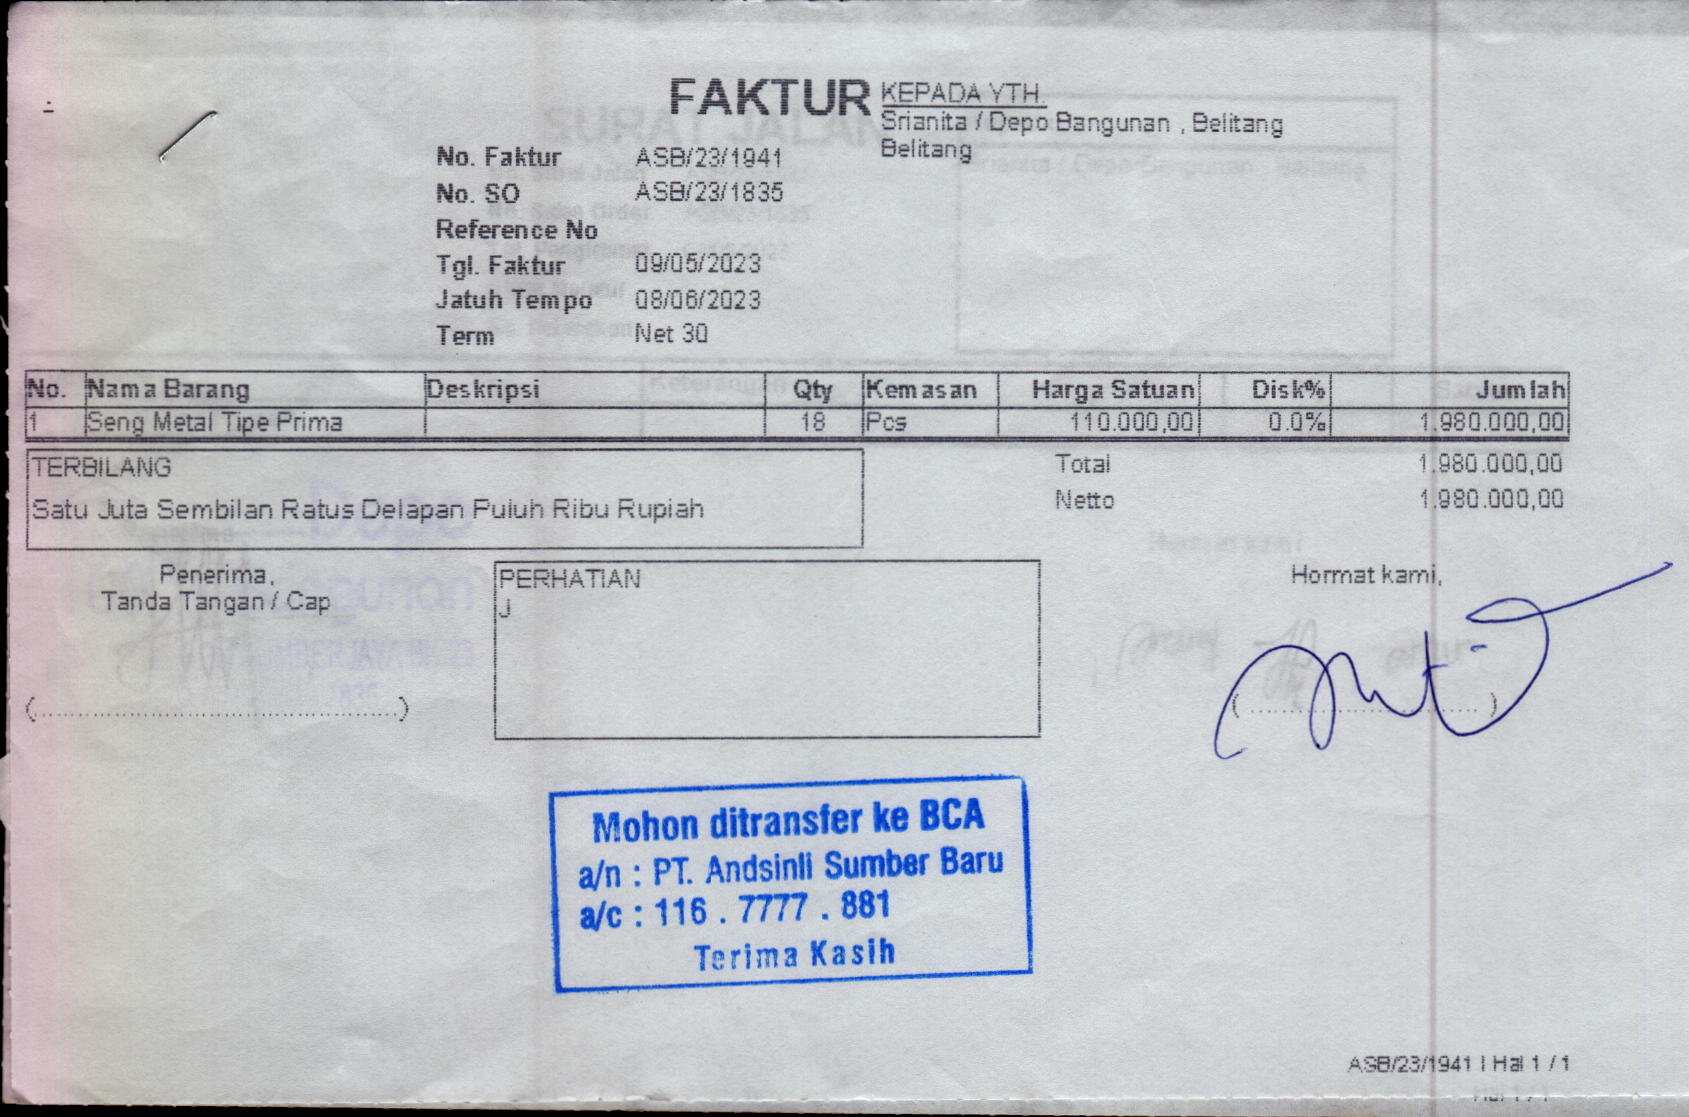 FAKTUR
KEPADA YTH.
Srianita / Depo Bangunan , Belitang
Belitang
No. Faktur ASB/23/1941
No. SO ASB/23/1835
Reference No
Tgl. Faktur 09/05/2023
Jatuh Tempo 08/06/2023
Term Net 30
No. Nama Barang Deskripsi Qty Kemasan Harga Satuan Disk% Jumlah
1 Seng Metal Tipe Prima 18 Pcs 110.000,00 0.0% 1.980.000,00
TERBILANG
Satu Juta Sembilan Ratus Delapan Puluh Ribu Rupiah
Total 1.980.000,00
Netto 1.980.000,00
Penerima,
Tanda Tangan / Cap
(........................................)
PERHATIAN
J
Hormat kami,
(........................................)
Mohon ditransfer ke BCA
a/n : PT. Andsinli Sumber Baru
a/c : 116 . 7777 . 881
Terima Kasih
ASB/23/1941 | Hal 1 / 1